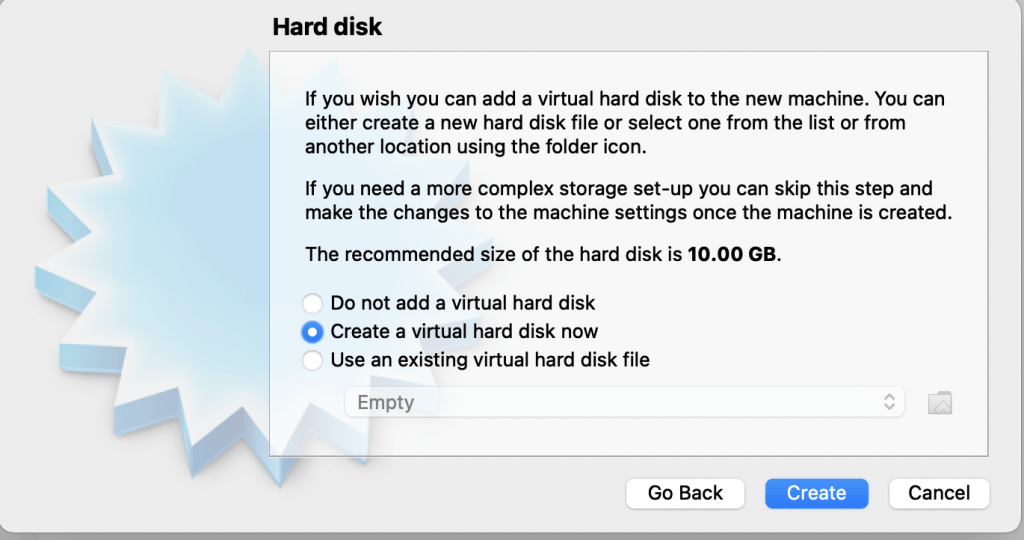 Hard disk
If you wish you can add a virtual hard disk to the new machine. You can
either create a new hard disk file or select one from the list or from
another location using the folder icon.
If you need a more complex storage set-up you can skip this step and
make the changes to the machine settings once the machine is created.
The recommended size of the hard disk is 10.00 GB.
Do not add a virtual hard disk
Create a virtual hard disk now
Use an existing virtual hard disk file
Empty
Go Back Create Cancel